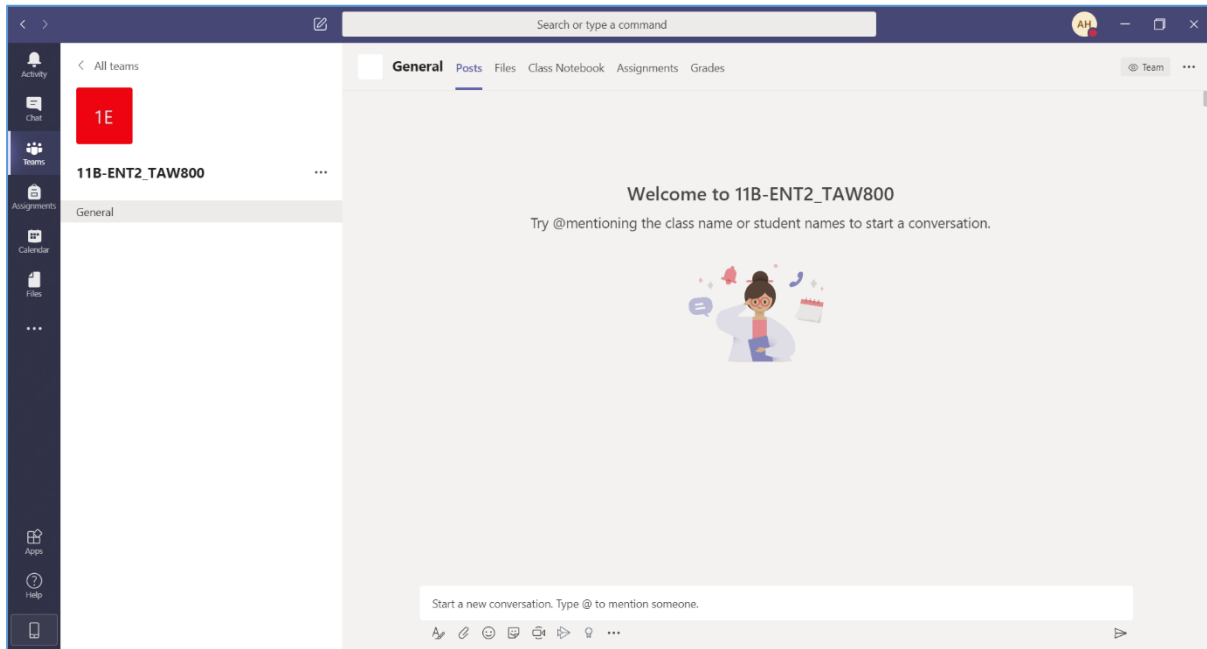 Search or type a command
AH
Activity
Chat
Teams
Assignments
Calendar
Files
Apps
Help
All teams
1E
11B-ENT2_TAW800
General
General Posts Files Class Notebook Assignments Grades
Team
Welcome to 11B-ENT2_TAW800
Try @mentioning the class name or student names to start a conversation.
Start a new conversation. Type @ to mention someone.